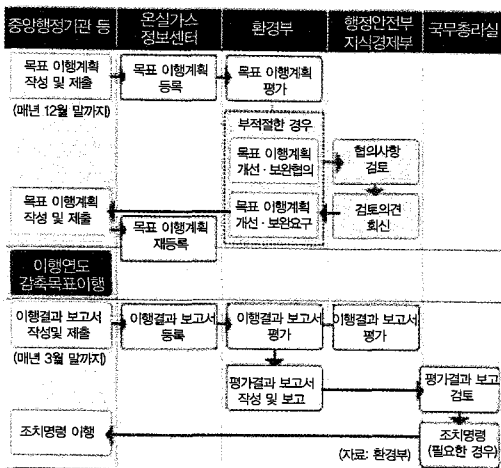 중앙행정기관 등
온실가스
정보센터
환경부
행정안전부
지식경제부
국무총리실
목표 이행계획
작성 및 제출
(매년 12월 말까지)
목표 이행계획
등록
목표 이행계획
평가
부적절한 경우
목표 이행계획
개선·보완협의
협의사항
검토
목표 이행계획
작성 및 제출
목표 이행계획
재등록
목표 이행계획
개선·보완요구
검토의견
회신
이행연도
감축목표이행
이행결과 보고서
작성및 제출
(매년 3월 말까지)
이행결과 보고서
등록
이행결과 보고서
평가
이행결과 보고서
평가
평가결과 보고서
작성 및 보고
평가결과 보고
검토
조치명령 이행
조치명령
(필요한 경우)
(자료: 환경부)